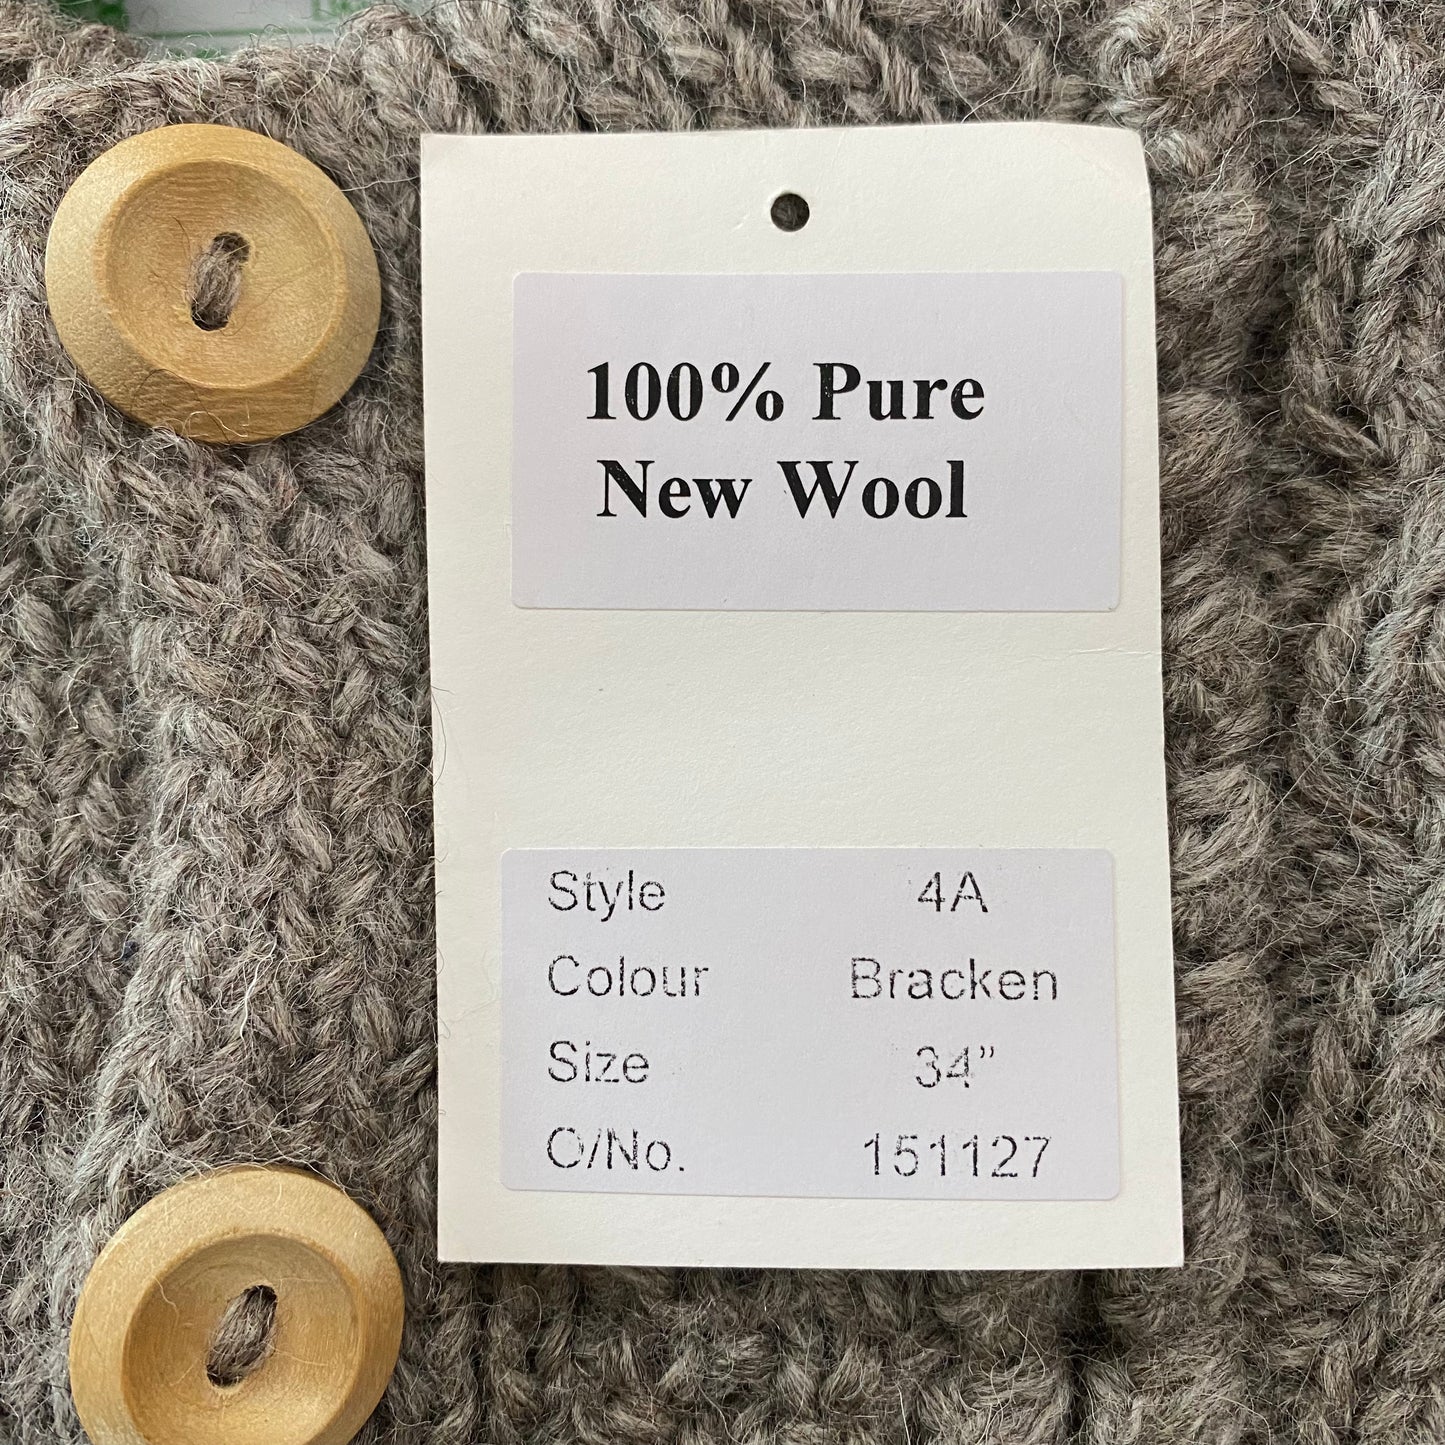 100% Pure
New Wool
Style 4A
Colour Bracken
Size 34”
O/No. 151127